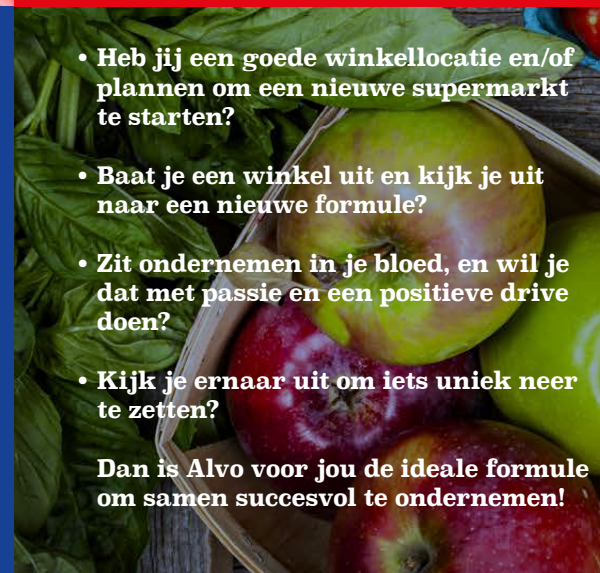 • Heb jij een goede winkellocatie en/of
plannen om een nieuwe supermarkt
te starten?
• Baat je een winkel uit en kijk je uit
naar een nieuwe formule?
• Zit ondernemen in je bloed, en wil je
dat met passie en een positieve drive
doen?
• Kijk je ernaar uit om iets uniek neer
te zetten?
Dan is Alvo voor jou de ideale formule
om samen succesvol te ondernemen!